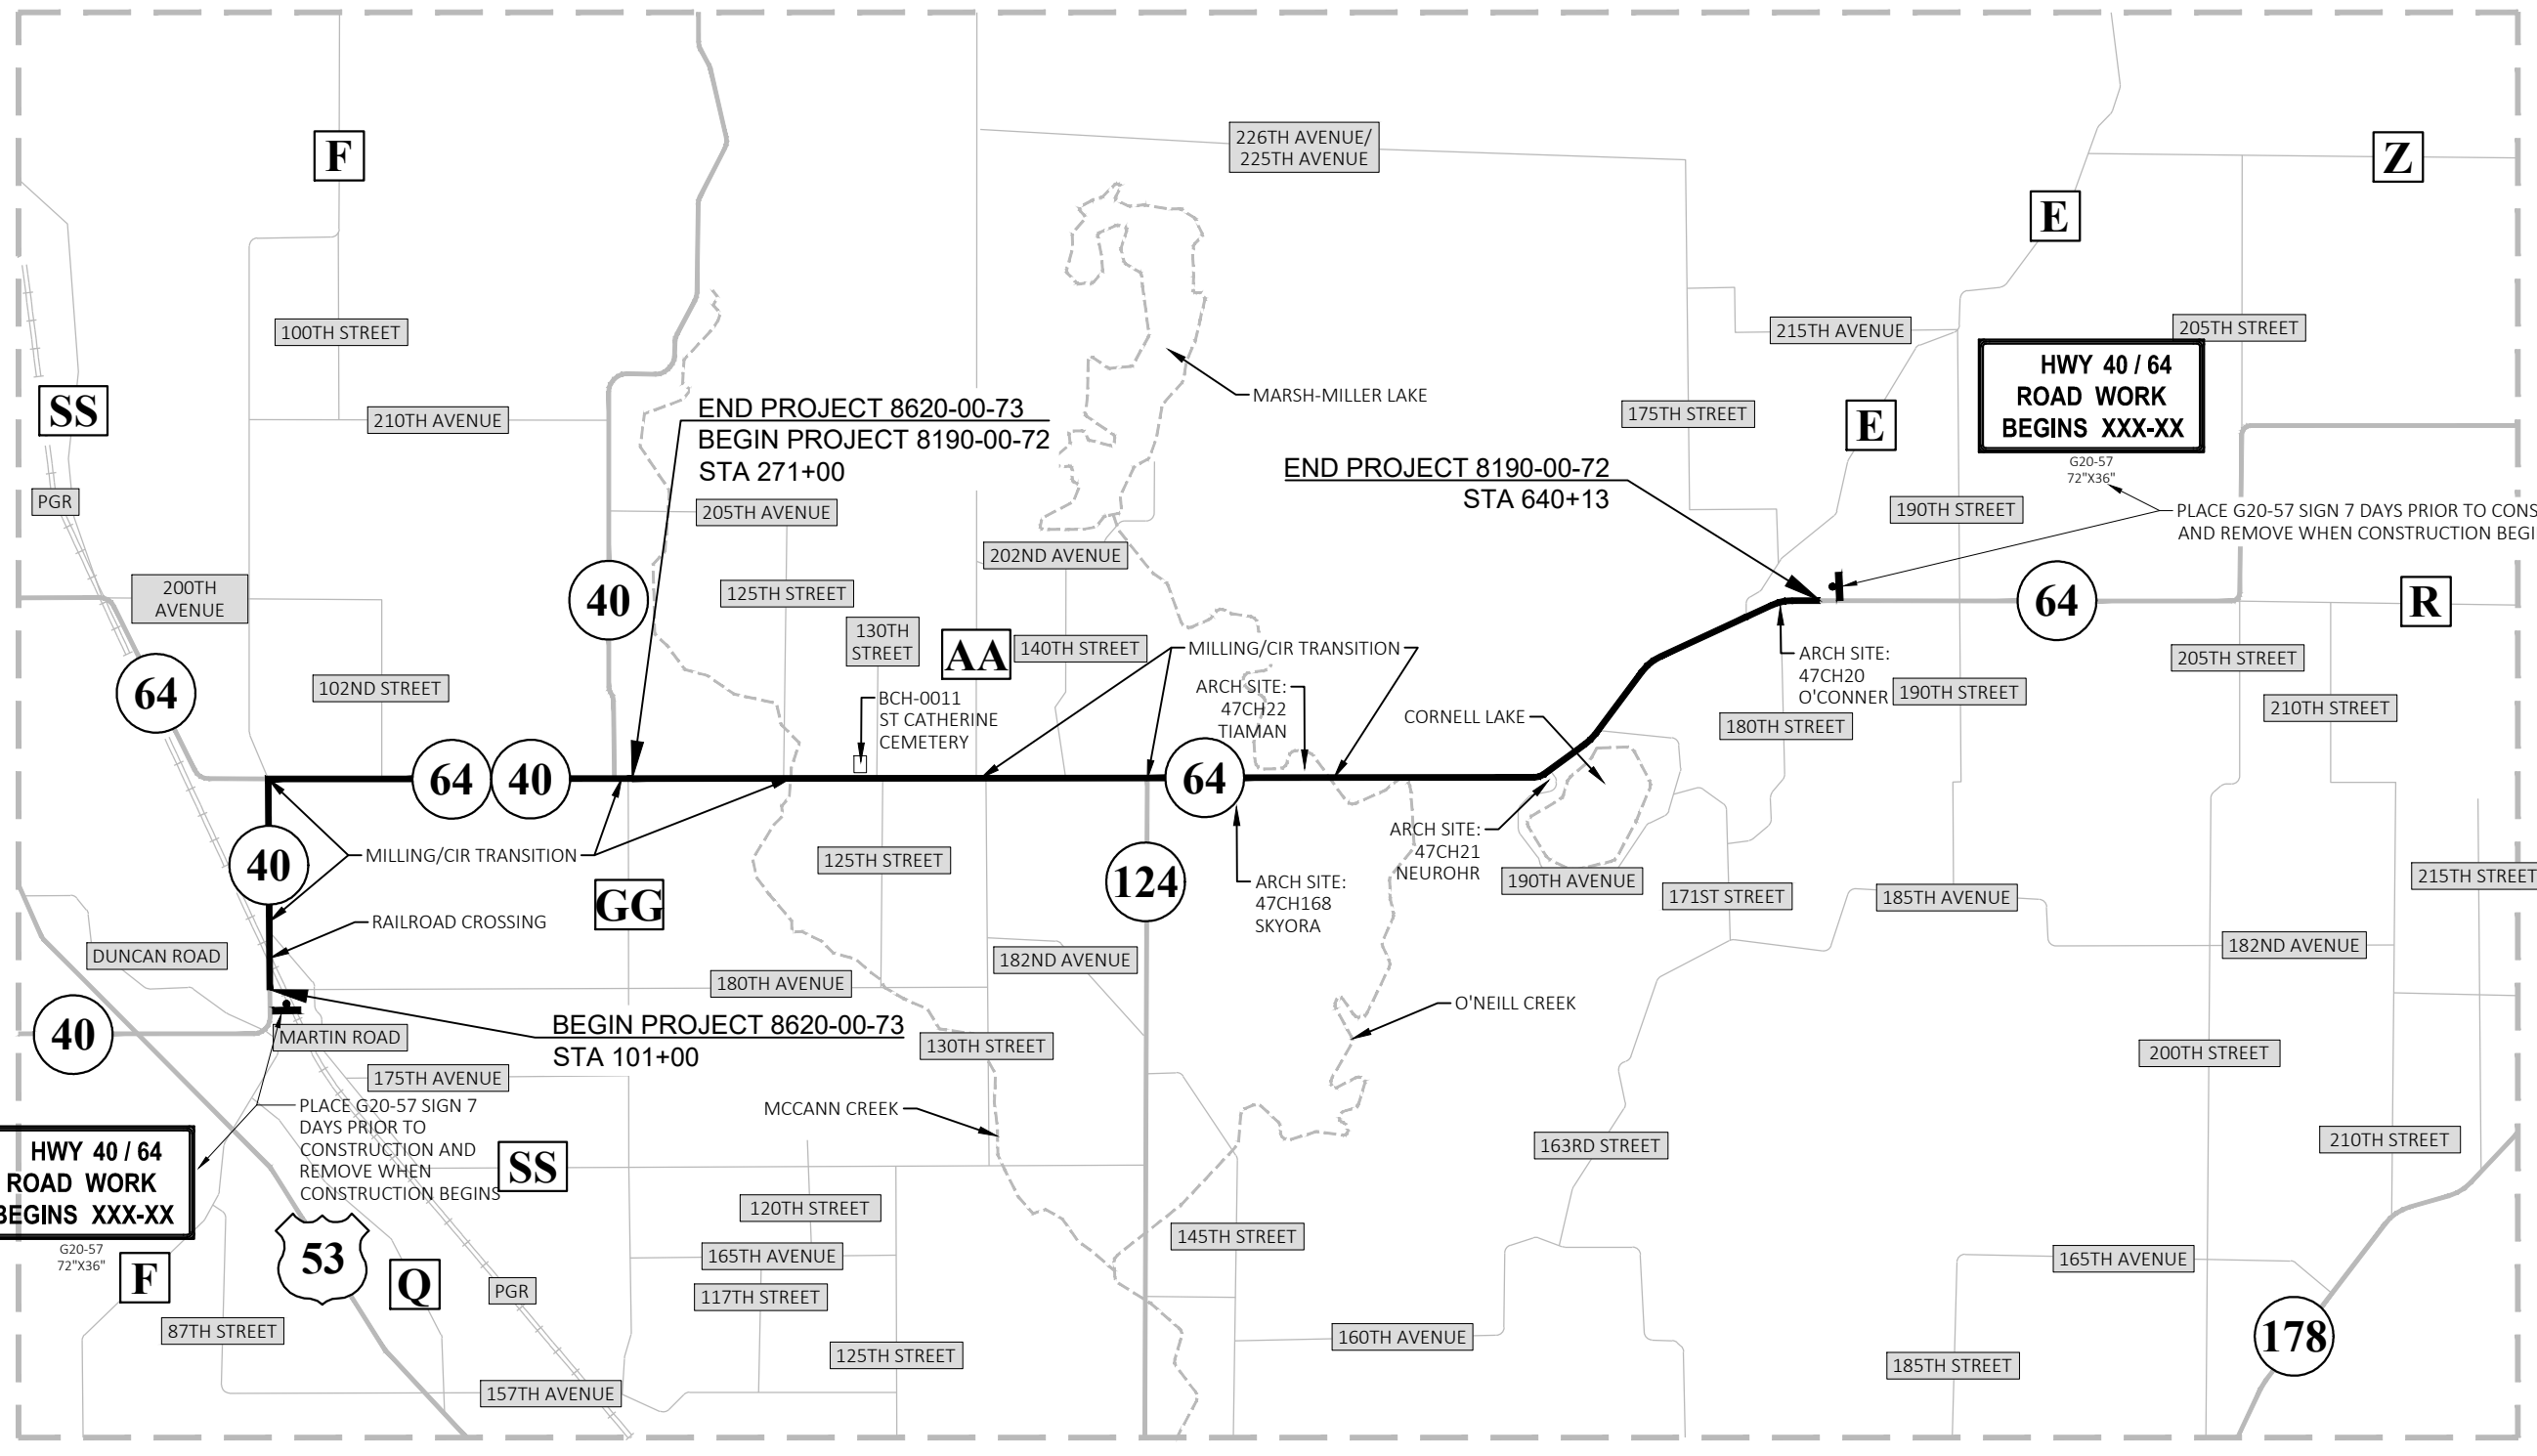 226TH AVENUE/
225TH AVENUE
F
Z
E
100TH STREET
215TH AVENUE
205TH STREET
HWY 40 / 64
ROAD WORK
BEGINS XXX-XX
G20-57
72"X36"
SS
210TH AVENUE
END PROJECT 8620-00-73
BEGIN PROJECT 8190-00-72
STA 271+00
MARSH-MILLER LAKE
175TH STREET
E
END PROJECT 8190-00-72
STA 640+13
PGR
205TH AVENUE
190TH STREET
PLACE G20-57 SIGN 7 DAYS PRIOR TO CONS
AND REMOVE WHEN CONSTRUCTION BEGI
202ND AVENUE
200TH
AVENUE
40
125TH STREET
64
R
130TH
STREET
AA
140TH STREET
MILLING/CIR TRANSITION
ARCH SITE:
47CH20
O'CONNER
205TH STREET
64
102ND STREET
BCH-0011
ST CATHERINE
CEMETERY
ARCH SITE:
47CH22
TIAMAN
CORNELL LAKE
190TH STREET
180TH STREET
210TH STREET
64
40
64
40
MILLING/CIR TRANSITION
125TH STREET
124
ARCH SITE:
47CH21
NEUROHR
ARCH SITE:
47CH168
SKYORA
190TH AVENUE
171ST STREET
185TH AVENUE
215TH STREET
GG
RAILROAD CROSSING
DUNCAN ROAD
182ND AVENUE
182ND AVENUE
180TH AVENUE
O'NEILL CREEK
40
MARTIN ROAD
BEGIN PROJECT 8620-00-73
STA 101+00
130TH STREET
200TH STREET
175TH AVENUE
PLACE G20-57 SIGN 7
DAYS PRIOR TO
CONSTRUCTION AND
REMOVE WHEN
CONSTRUCTION BEGINS
MCCANN CREEK
HWY 40 / 64
ROAD WORK
BEGINS XXX-XX
G20-57
72"X36"
SS
163RD STREET
210TH STREET
120TH STREET
145TH STREET
53
165TH AVENUE
165TH AVENUE
F
Q
PGR
117TH STREET
87TH STREET
160TH AVENUE
178
125TH STREET
185TH STREET
157TH AVENUE